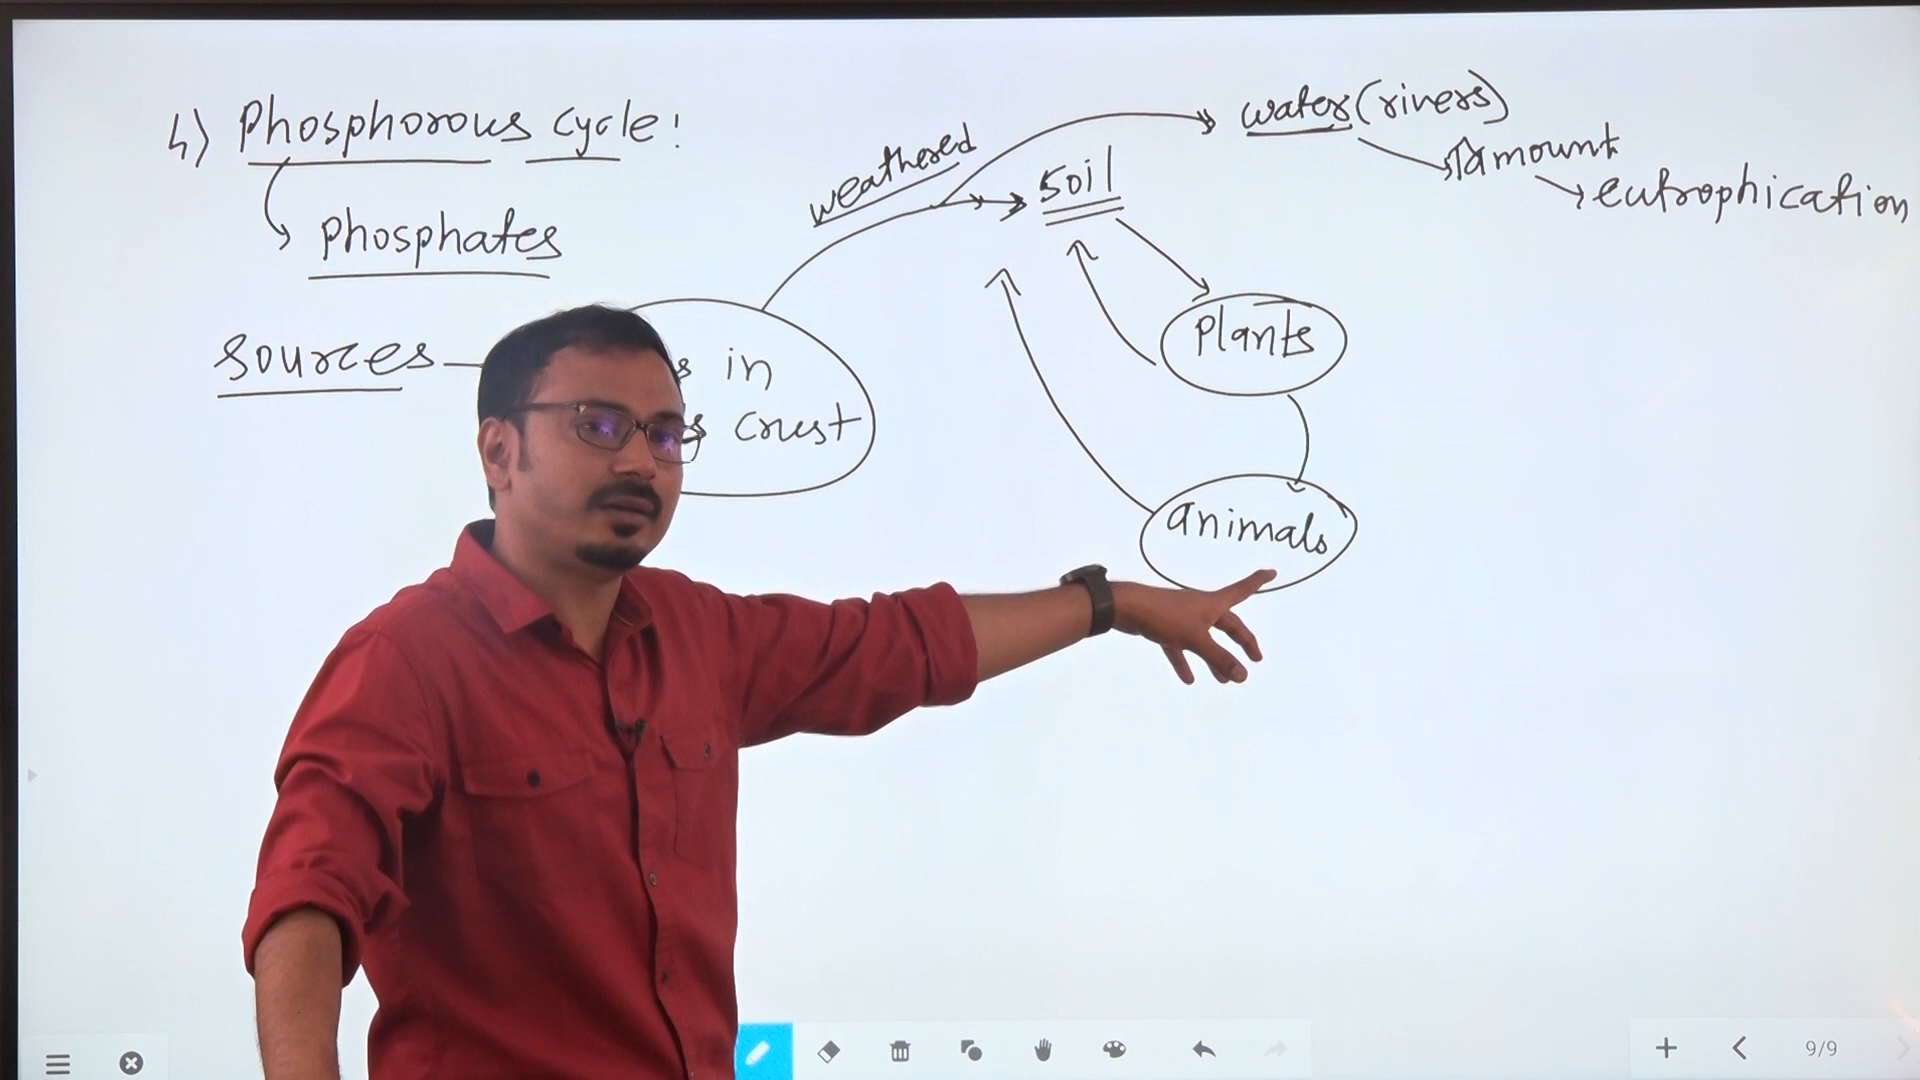 4) Phosphorous cycle:
Phosphates
Sources
in
crust
weathered
soil
water (rivers)
↑amount
eutrophication
Plants
animals
9/9